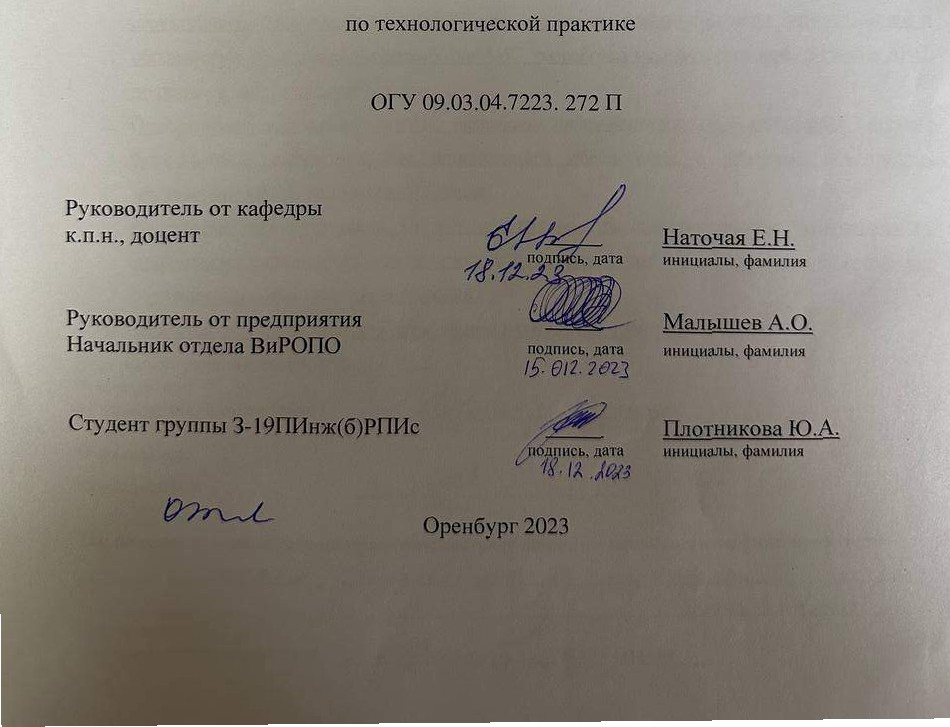 по технологической практике
ОГУ 09.03.04.7223. 272 П
Руководитель от кафедры
к.п.н., доцент
Наточая Е.Н.
подпись, дата
инициалы, фамилия
18.12.23
Руководитель от предприятия
Начальник отдела ВиРОПО
Малышев А.О.
подпись, дата
инициалы, фамилия
15.012.2023
Студент группы З-19ПИнж(б)РПИс
Плотникова Ю.А.
подпись, дата
инициалы, фамилия
18.12.2023
Оренбург 2023